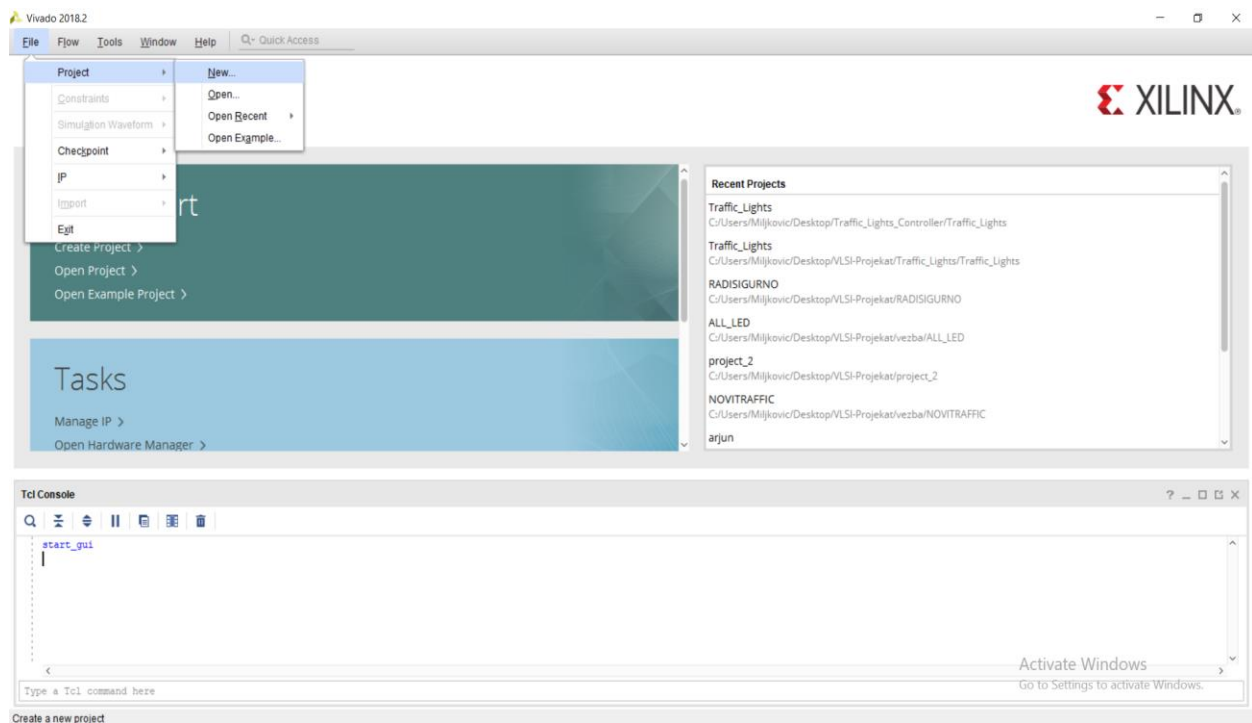 Vivado 2018.2
File Flow Tools Window Help Quick Access
Project New...
Constraints Open...
Simulation Waveform Open Recent
Checkpoint Open Example...
IP
Import
Exit
rt
Create Project >
Open Project >
Open Example Project >
Tasks
Manage IP >
Open Hardware Manager >
XILINX.
Recent Projects
Traffic_Lights
C:/Users/Miljkovic/Desktop/Traffic_Lights_Controller/Traffic_Lights
Traffic_Lights
C:/Users/Miljkovic/Desktop/VLSI-Projekat/Traffic_Lights/Traffic_Lights
RADISIGURNO
C:/Users/Miljkovic/Desktop/VLSI-Projekat/RADISIGURNO
ALL_LED
C:/Users/Miljkovic/Desktop/VLSI-Projekat/vezba/ALL_LED
project_2
C:/Users/Miljkovic/Desktop/VLSI-Projekat/project_2
NOVITRAFFIC
C:/Users/Miljkovic/Desktop/VLSI-Projekat/vezba/NOVITRAFFIC
arjun
Tcl Console
start_gui
Activate Windows
Go to Settings to activate Windows.
Type a Tcl command here
Create a new project